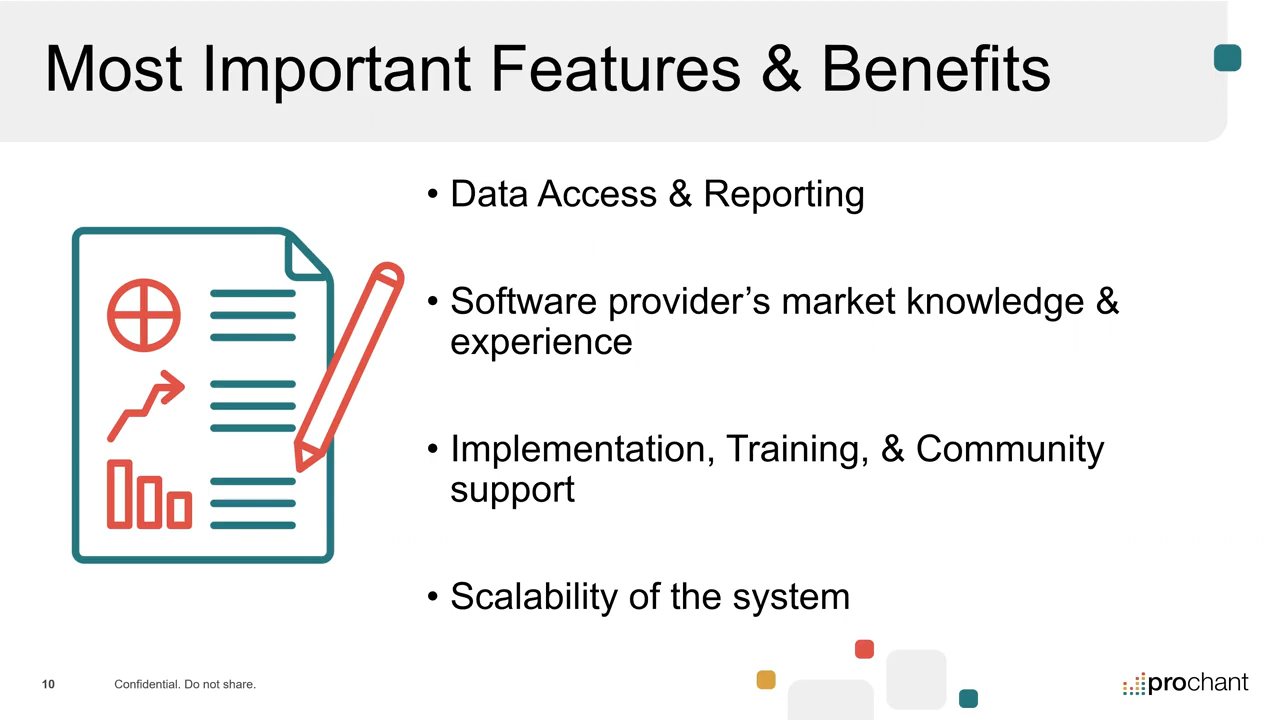 Most Important Features & Benefits
• Data Access & Reporting
• Software provider’s market knowledge &
experience
• Implementation, Training, & Community
support
• Scalability of the system
10
Confidential. Do not share.
prochant